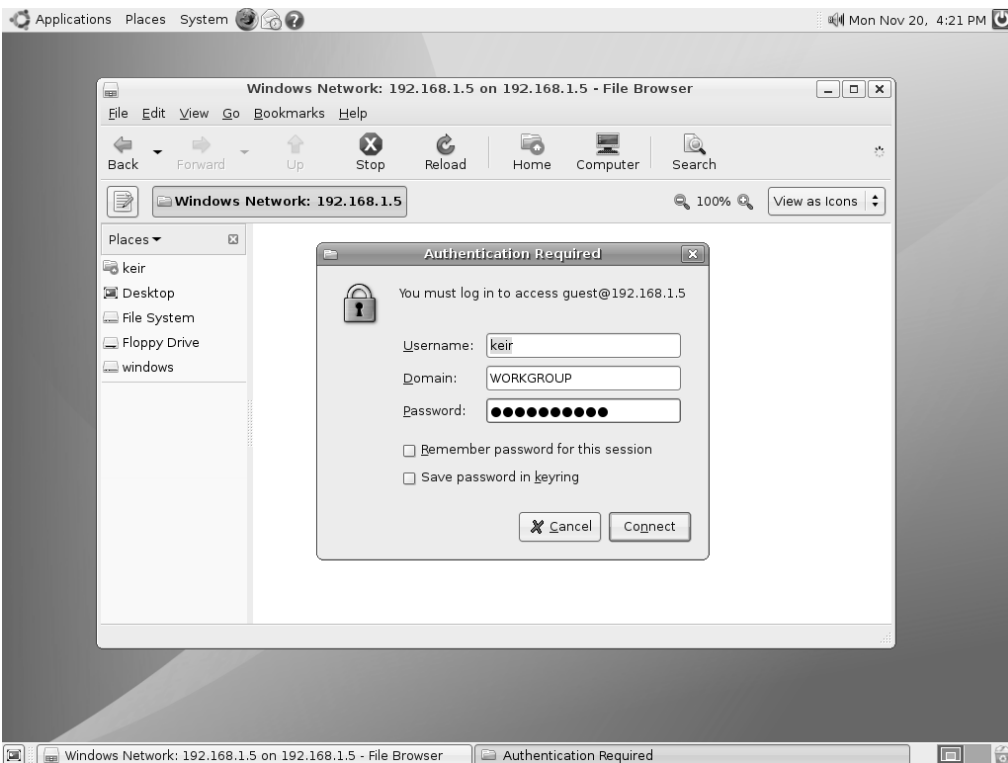 Applications Places System Mon Nov 20, 4:21 PM
Windows Network: 192.168.1.5 on 192.168.1.5 - File Browser
File Edit View Go Bookmarks Help
Back Forward Up Stop Reload Home Computer Search
Windows Network: 192.168.1.5 100% View as Icons
Places
keir
Desktop
File System
Floppy Drive
windows
Authentication Required
You must log in to access guest@192.168.1.5
Username: keir
Domain: WORKGROUP
Password: ●●●●●●●●●●
Remember password for this session
Save password in keyring
Cancel Connect
Windows Network: 192.168.1.5 on 192.168.1.5 - File Browser Authentication Required